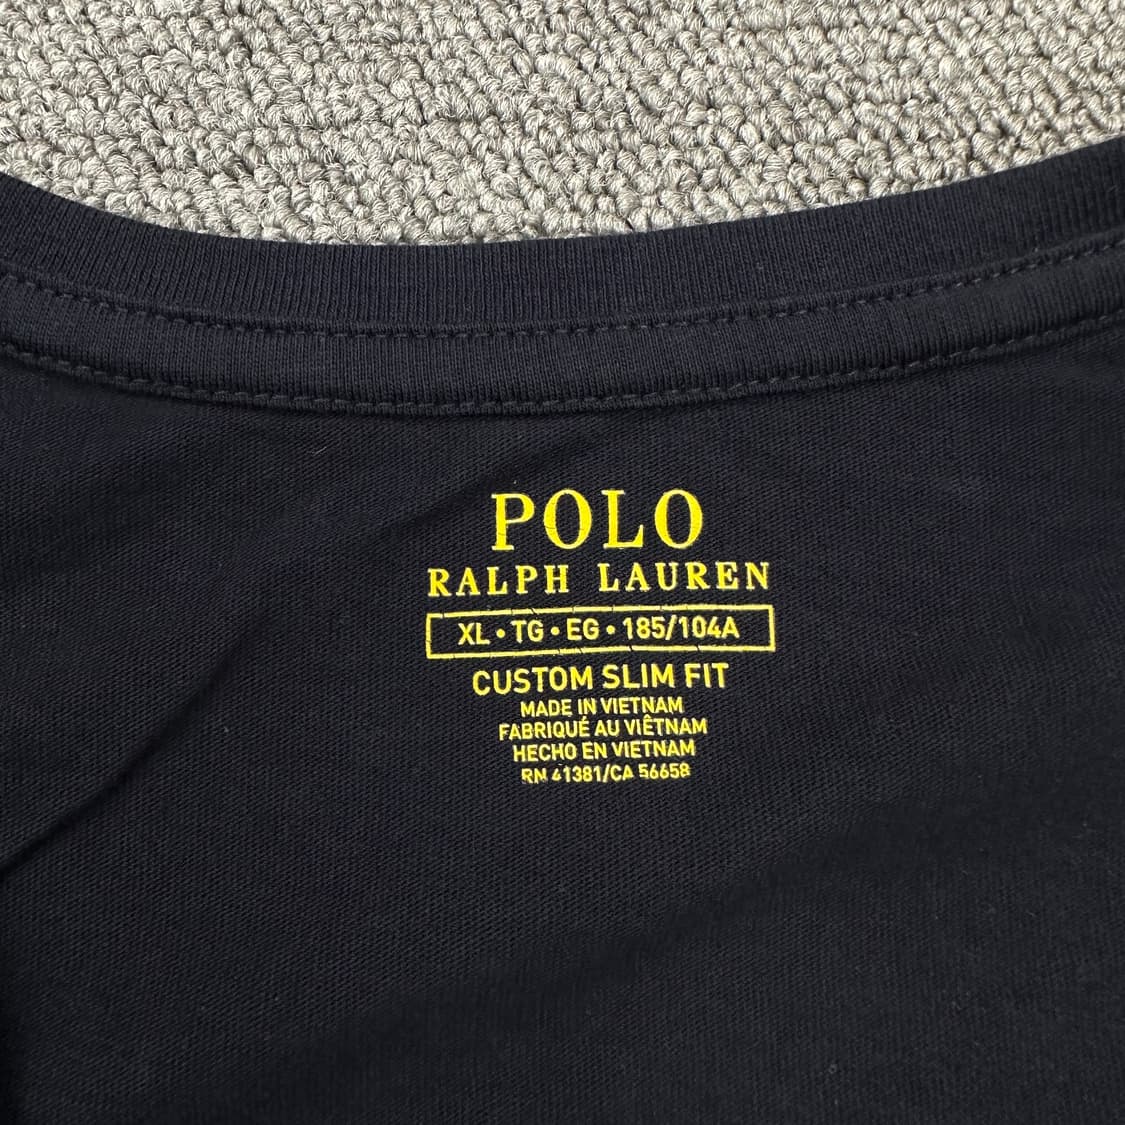 POLO
RALPH LAUREN
XL • TG • EG • 185/104A
CUSTOM SLIM FIT
MADE IN VIETNAM
FABRIQUÉ AU VIÊTNAM
HECHO EN VIETNAM
RN 41381/CA 56658